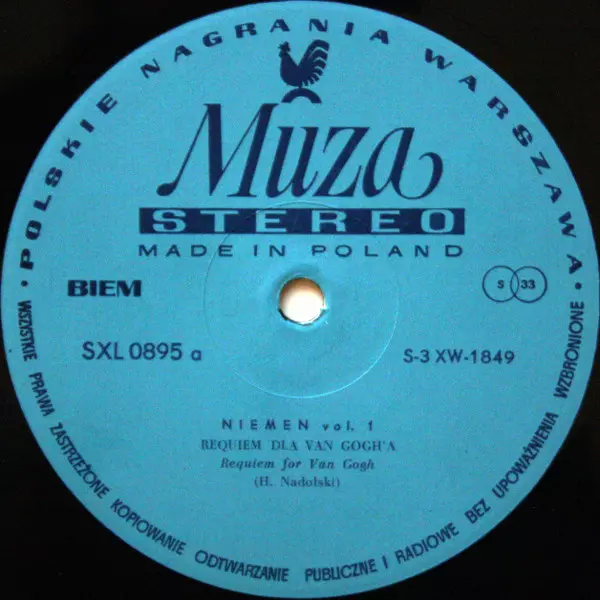 • POLSKIE NAGRANIA WARSZAWA •
Muza
STEREO
MADE IN POLAND
BIEM
S 33
SXL 0895 a
S-3 XW-1849
NIEMEN vol. 1
REQUIEM DLA VAN GOGH'A
Requiem for Van Gogh
(H. Nadolski)
WSZYSTKIE PRAWA ZASTRZEŻONE KOPIOWANIE ODTWARZANIE PUBLICZNE I RADIOWE BEZ UPOWAŻNIENIA WZBRONIONE